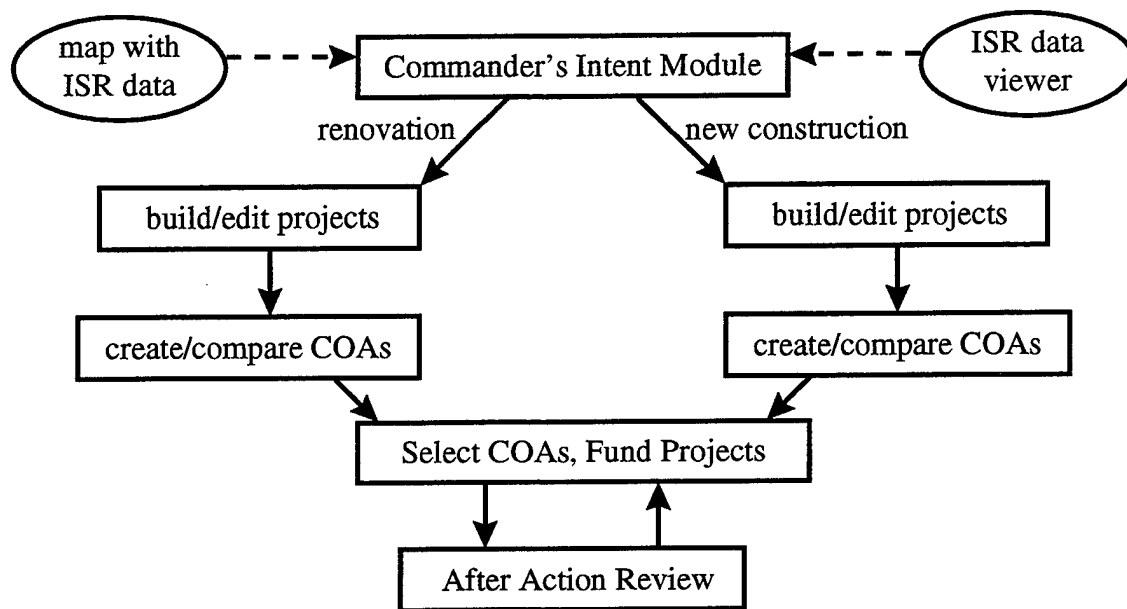 map with
ISR data
Commander's Intent Module
ISR data
viewer
renovation
new construction
build/edit projects
build/edit projects
create/compare COAs
create/compare COAs
Select COAs, Fund Projects
After Action Review